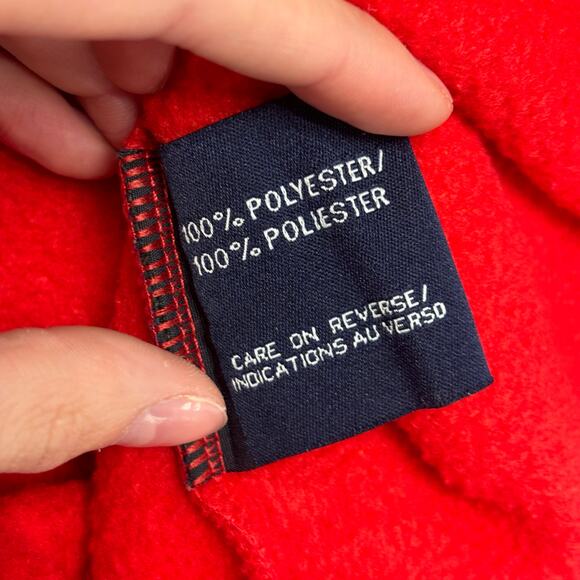 100% POLYESTER/
100% POLIESTER
CARE ON REVERSE/
INDICATIONS AU VERSO